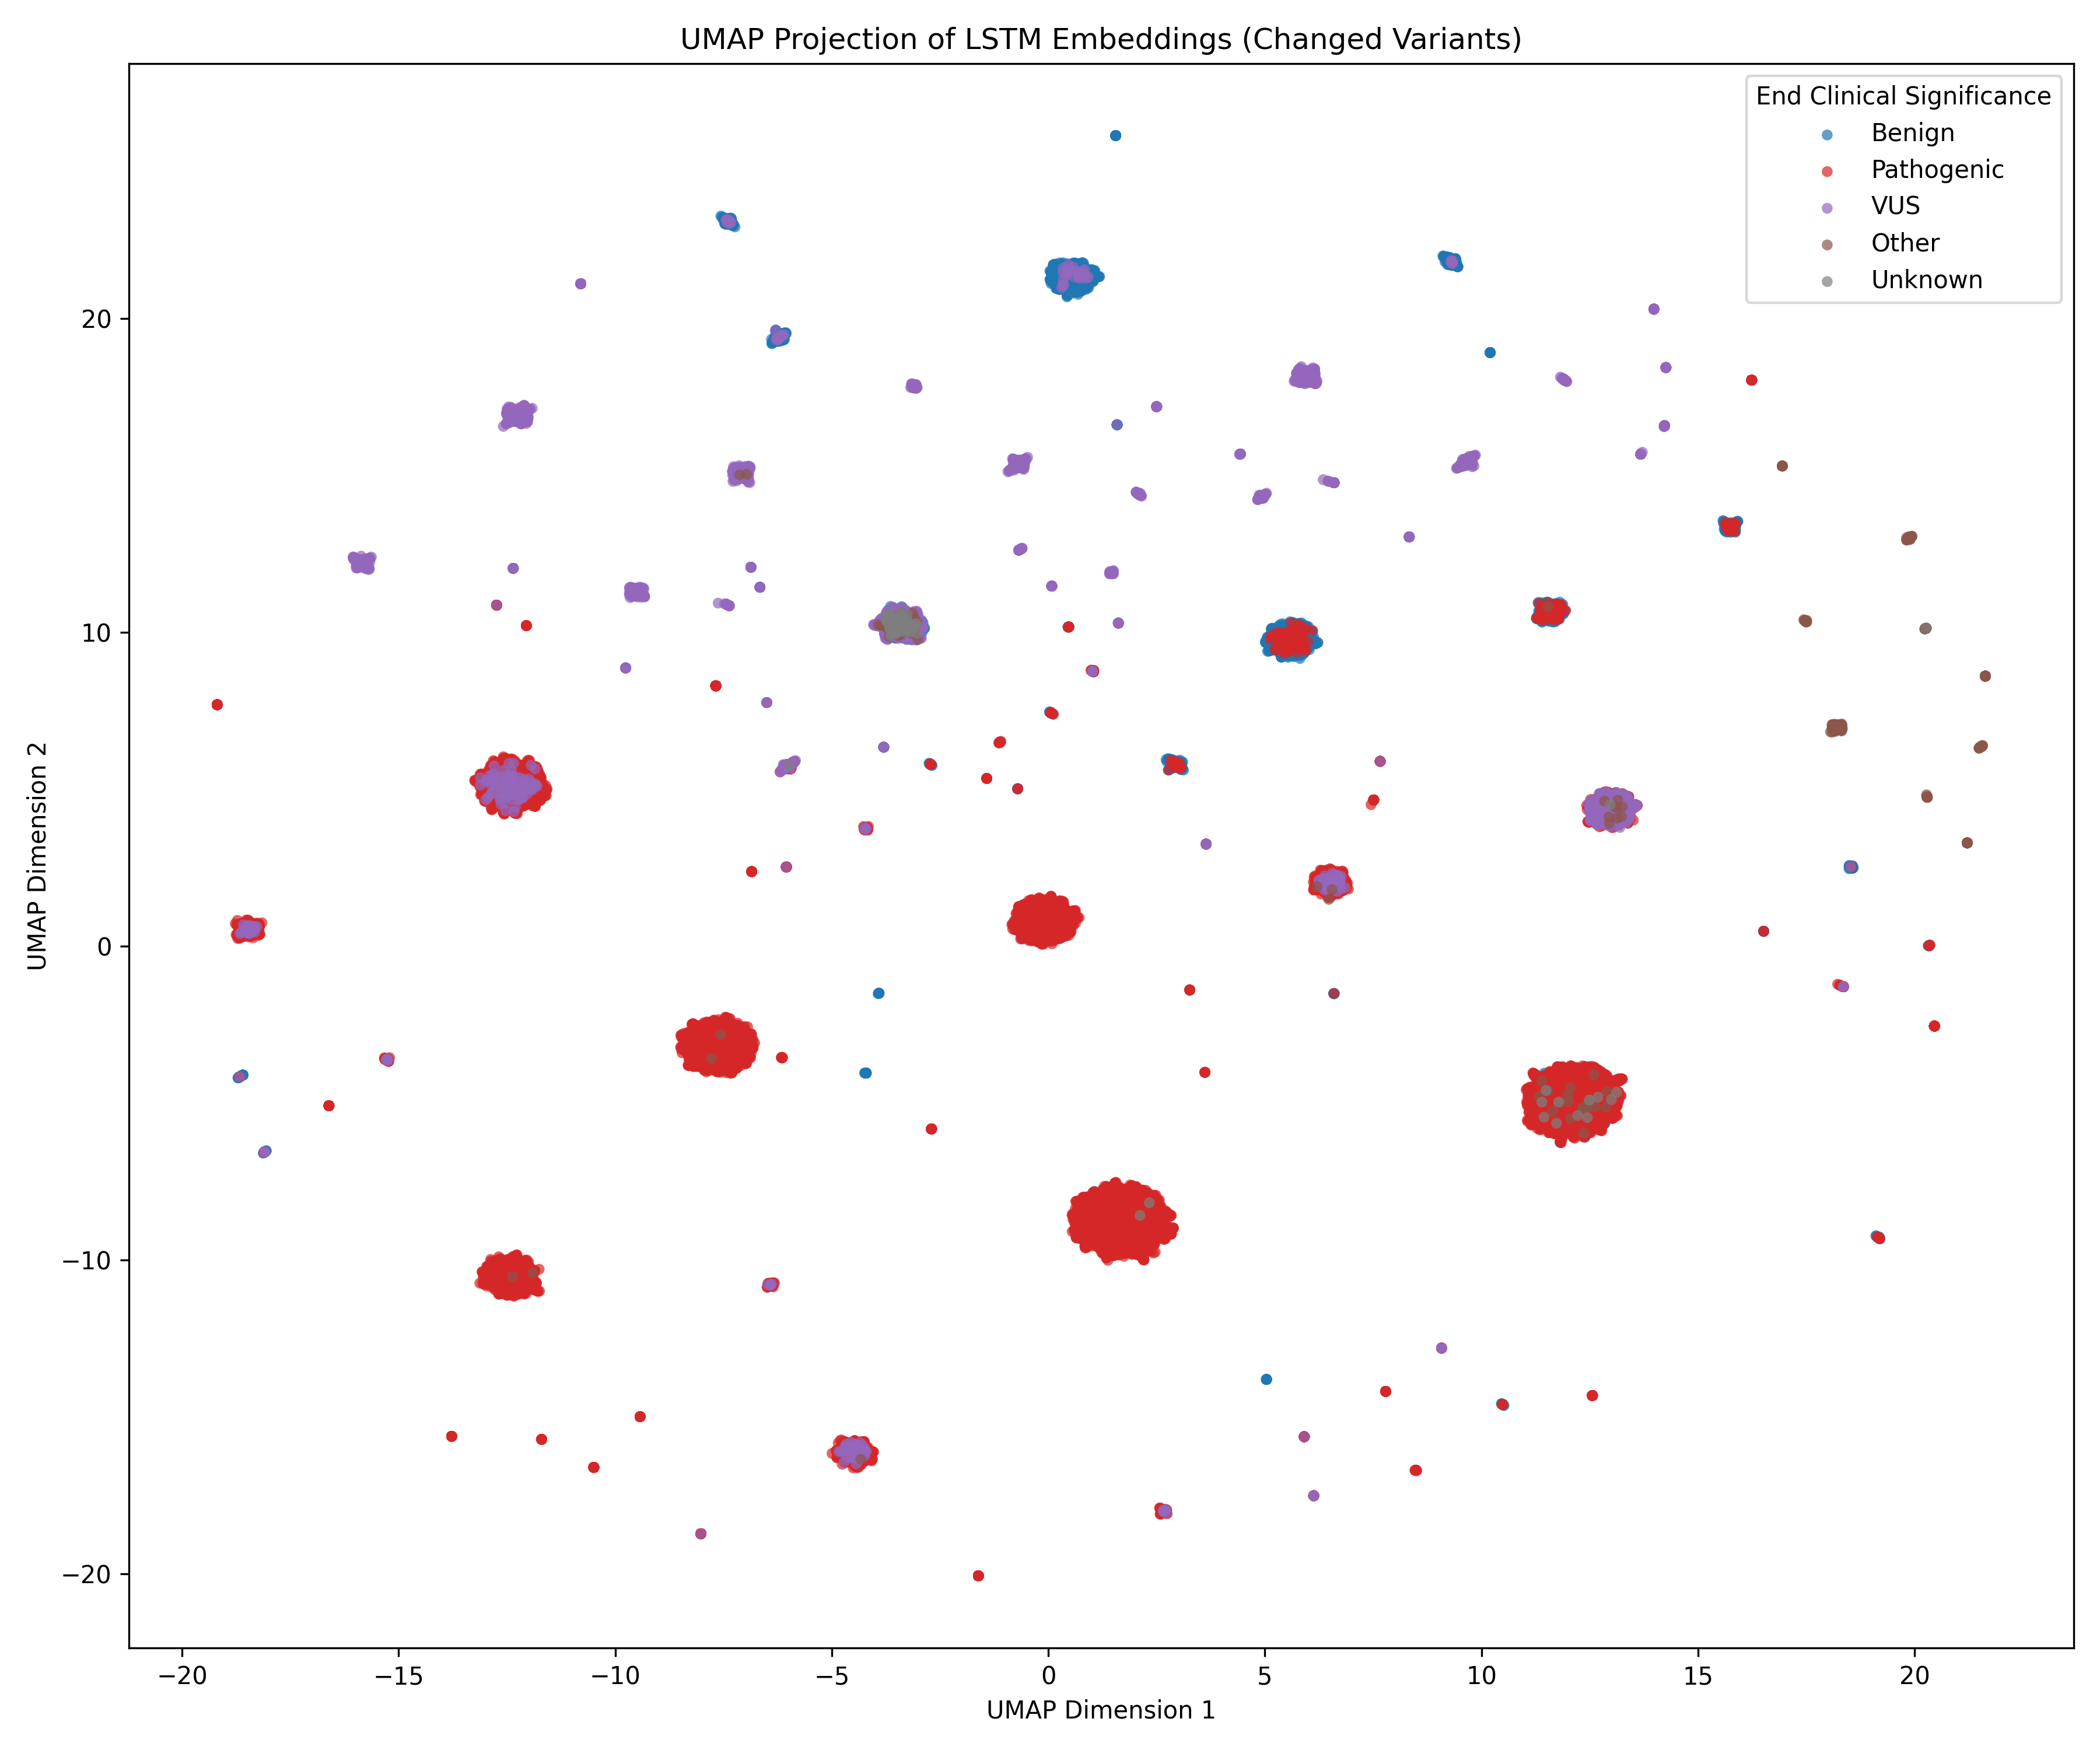 UMAP Projection of LSTM Embeddings (Changed Variants)
End Clinical Significance
Benign
Pathogenic
VUS
Other
Unknown
20
10
0
−10
−20
UMAP Dimension 2
−20 −15 −10 −5 0 5 10 15 20
UMAP Dimension 1